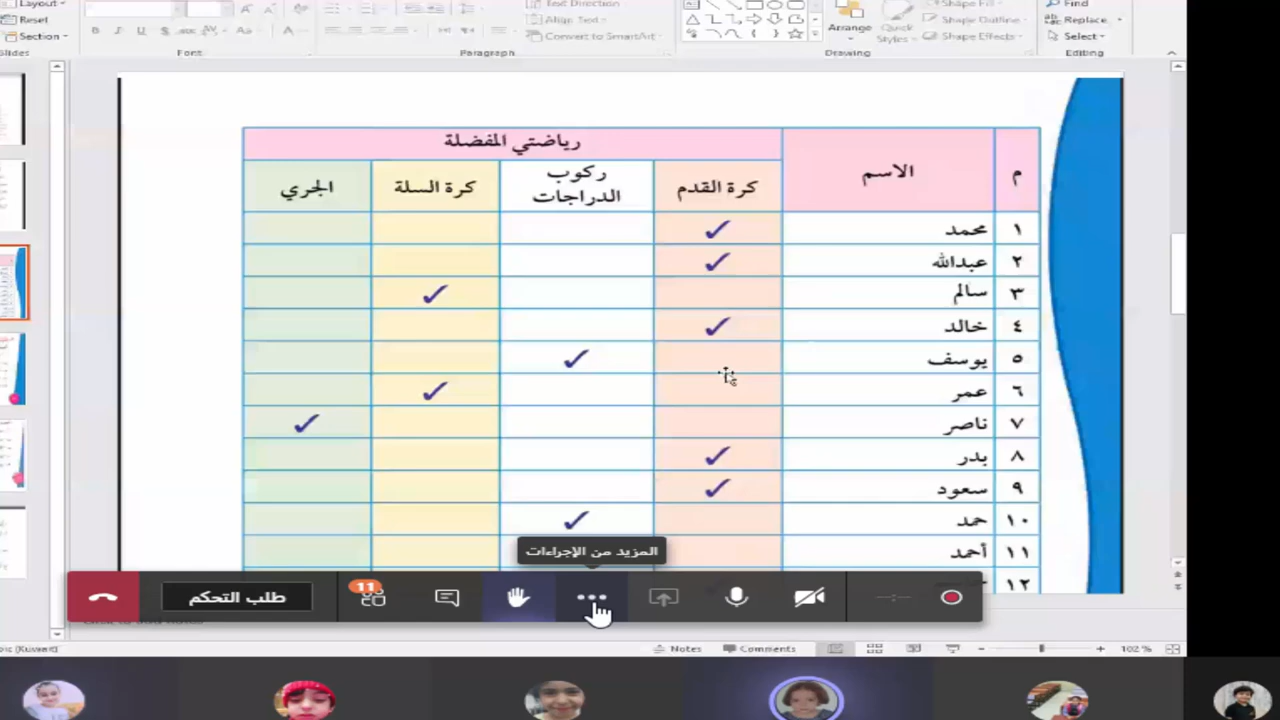 Layout
Reset
Section
Slides
Font
Text Direction
Align Text
Convert to SmartArt
Paragraph
Arrange
Quick Styles
Shape Fill
Shape Outline
Shape Effects
Drawing
Find
Replace
Select
Editing
م الاسم رياضتي المفضلة
كرة القدم ركوب الدراجات كرة السلة الجري
١ محمد ✓
٢ عبدالله ✓
٣ سالم ✓
٤ خالد ✓
٥ يوسف ✓
٦ عمر ✓
٧ ناصر ✓
٨ بدر ✓
٩ سعود ✓
١٠ حمد ✓
١١ أحمد
١٢
المزيد من الإجراءات
طلب التحكم
11
(Kuwait)
Notes
Comments
102 %